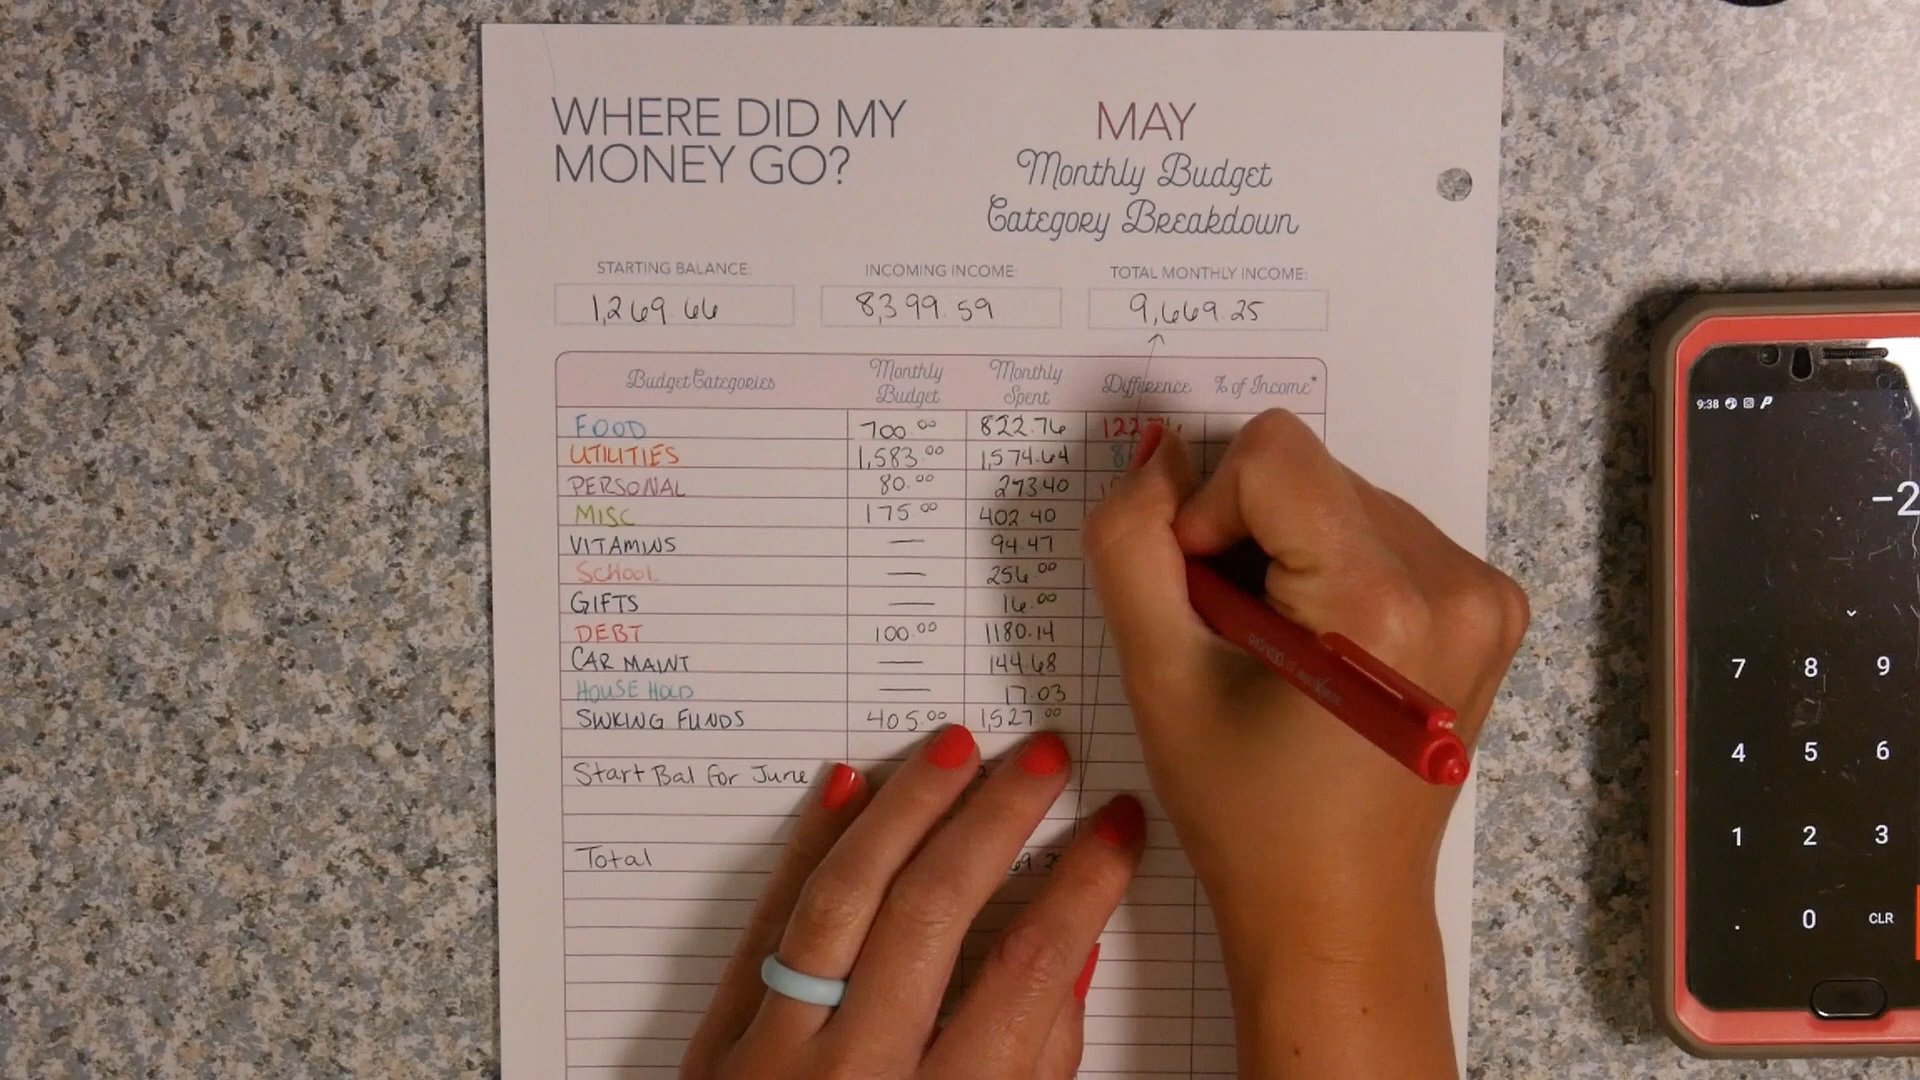 WHERE DID MY
MONEY GO?
MAY
Monthly Budget
Category Breakdown
STARTING BALANCE:
INCOMING INCOME:
TOTAL MONTHLY INCOME:
1,269.66
8,399.59
9,669.25
Budget Categories
Monthly Budget
Monthly Spent
Difference
% of Income*
FOOD 700.00 822.76 122.76
UTILITIES 1,583.00 1,574.64
PERSONAL 80.00 273.40
MISC 175.00 402.40
VITAMINS — 94.47
SCHOOL — 256.00
GIFTS — 16.00
DEBT 100.00 1180.14
CAR MAINT — 144.68
HOUSE HOLD — 17.03
SINKING FUNDS 405.00 1,527.00
Start Bal for June
Total
9:38
-2
7 8 9
4 5 6
1 2 3
. 0 CLR